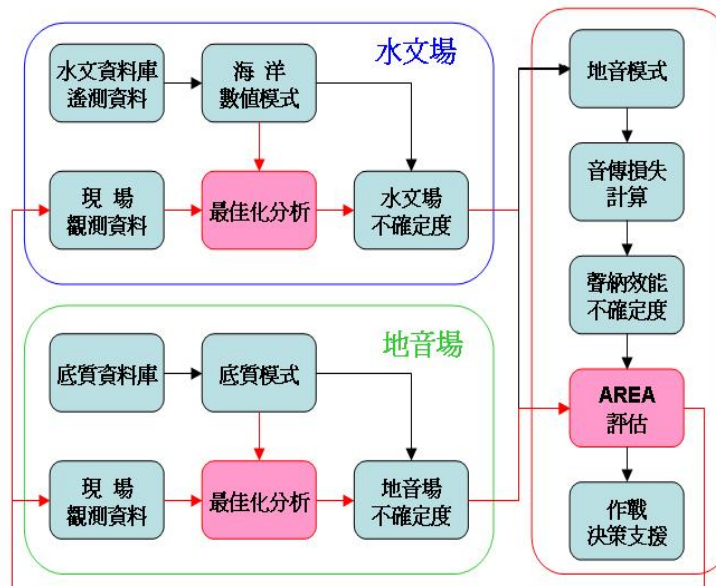 水文場
水文資料庫
遙測資料
海 洋
數值模式
現 場
觀測資料
最佳化分析
水文場
不確定度
地音場
底質資料庫
底質模式
現 場
觀測資料
最佳化分析
地音場
不確定度
地音模式
音傳損失
計算
聲納效能
不確定度
AREA
評估
作戰
決策支援